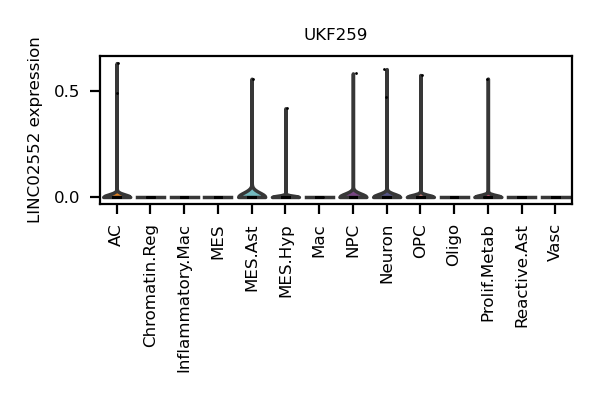 UKF259
LINC02552 expression
0.5
0.0
AC
Chromatin.Reg
Inflammatory.Mac
MES
MES.Ast
MES.Hyp
Mac
NPC
Neuron
OPC
Oligo
Prolif.Metab
Reactive.Ast
Vasc